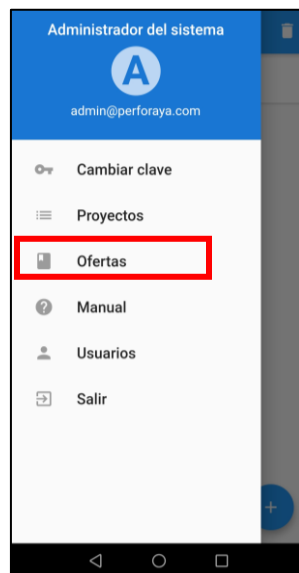 Administrador del sistema
A
admin@perforaya.com
Cambiar clave
Proyectos
Ofertas
Manual
Usuarios
Salir